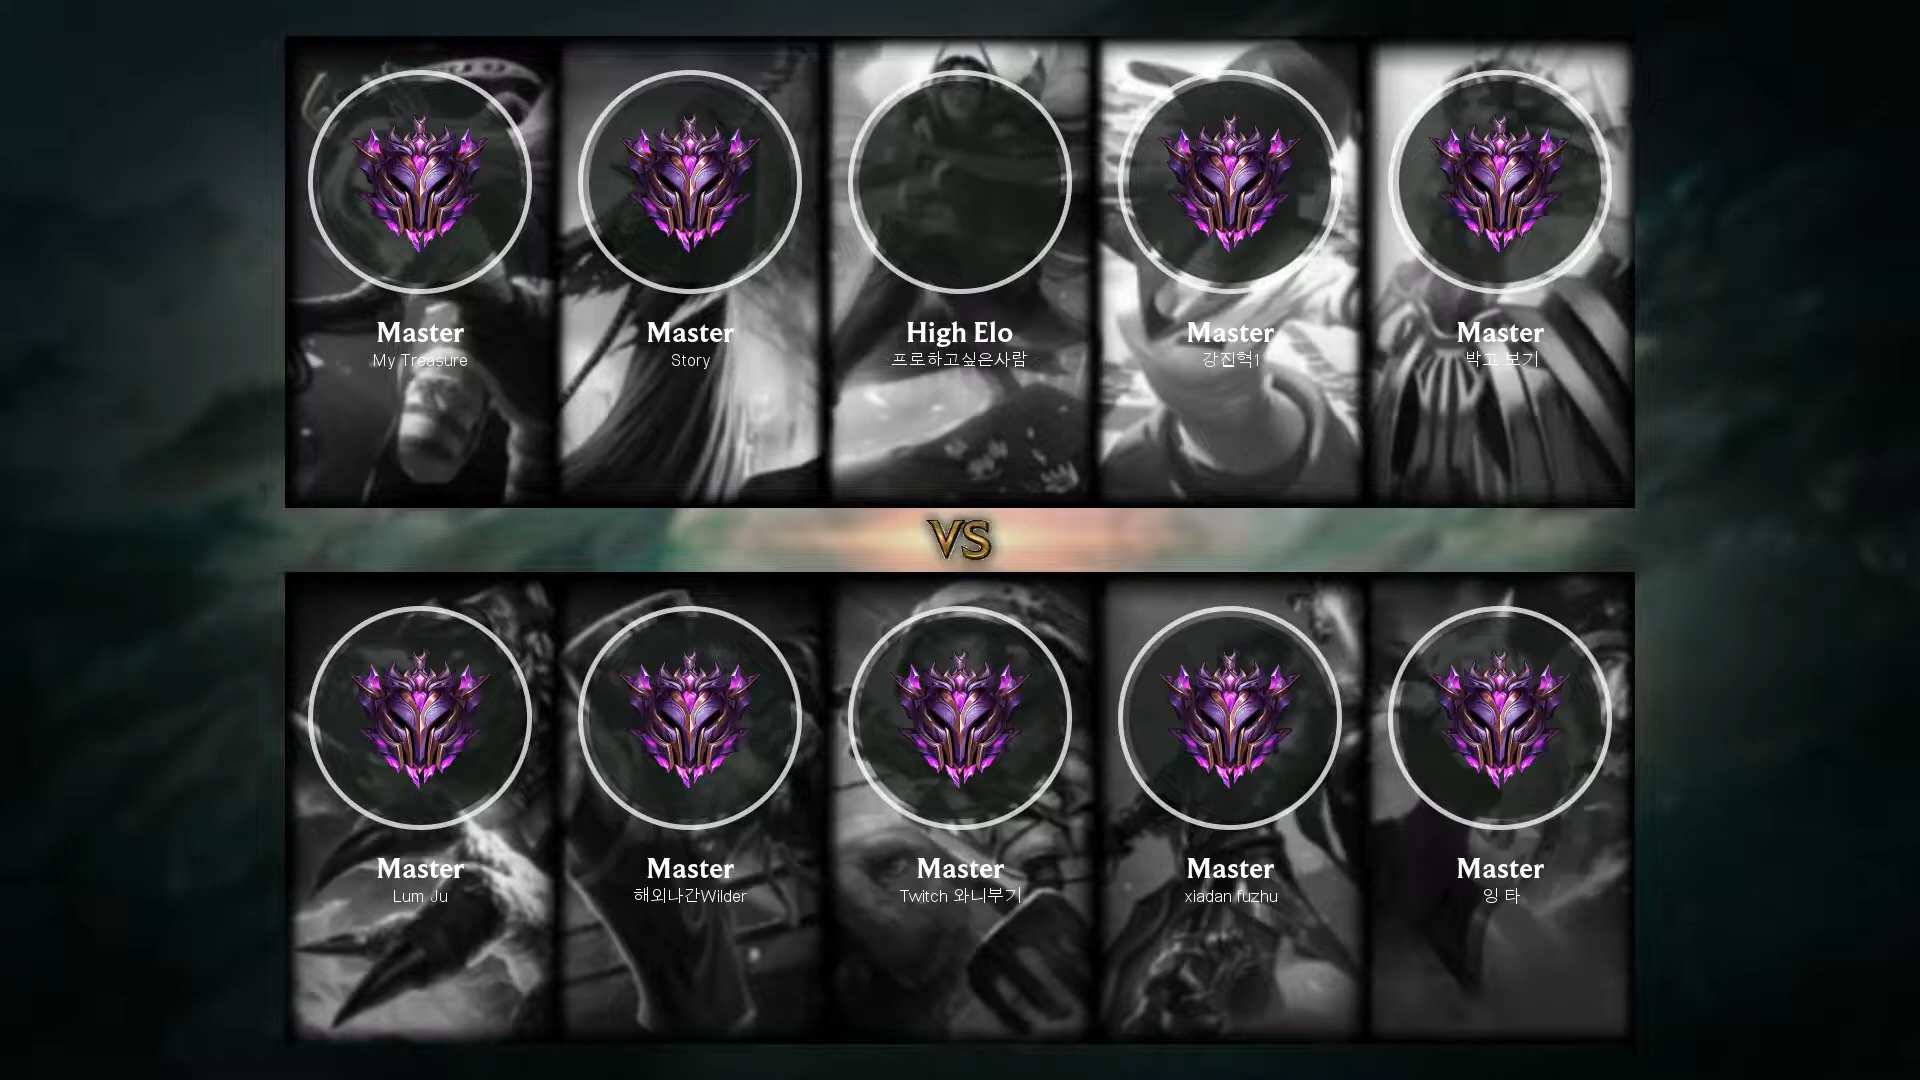 Master
My Treasure
Master
Story
High Elo
프로하고싶은사람
Master
강진혁1
Master
박고 보기
VS
Master
Lum Ju
Master
해외나간Wilder
Master
Twitch 와니부기
Master
xiadan fuzhu
Master
잉 타